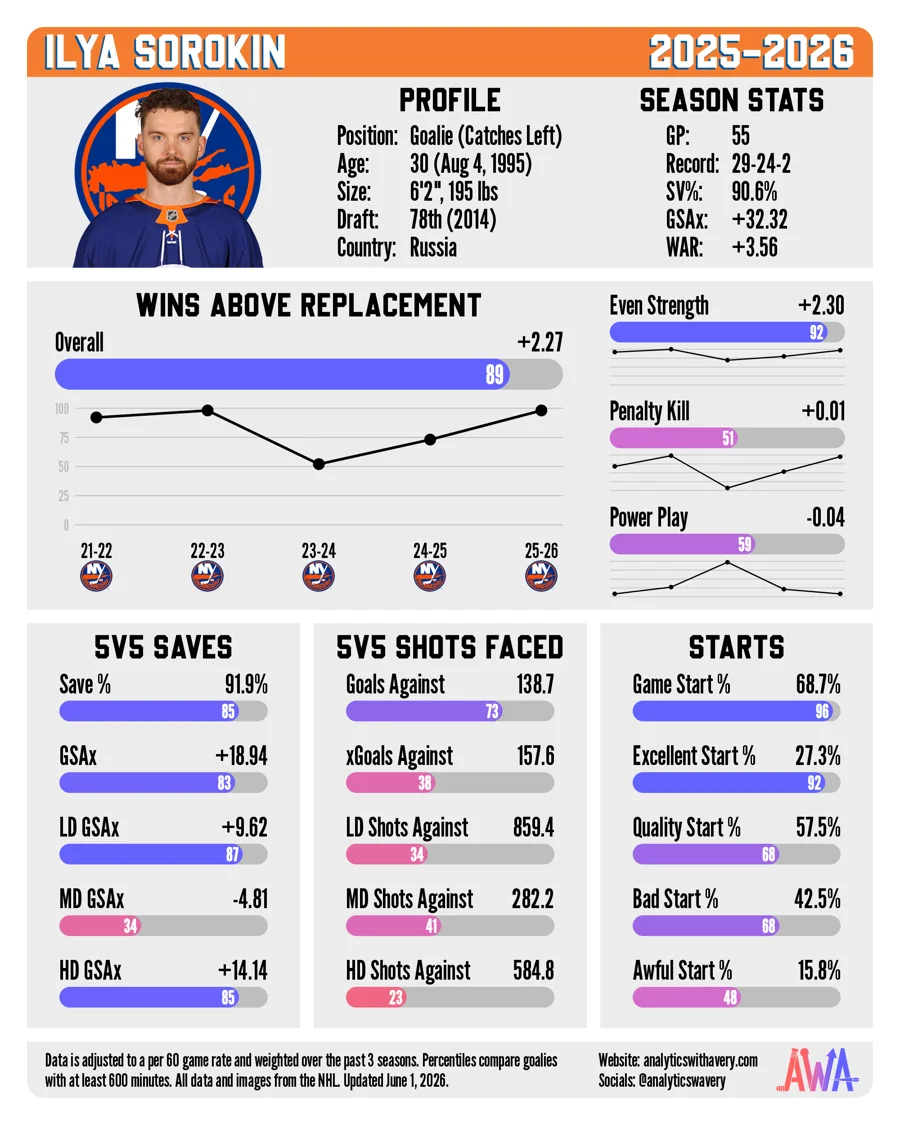 ILYA SOROKIN
2025-2026
PROFILE
Position: Goalie (Catches Left)
Age: 30 (Aug 4, 1995)
Size: 6'2", 195 lbs
Draft: 78th (2014)
Country: Russia
SEASON STATS
GP: 55
Record: 29-24-2
SV%: 90.6%
GSAx: +32.32
WAR: +3.56
WINS ABOVE REPLACEMENT
Overall +2.27
89
100
75
50
25
0
21-22 22-23 23-24 24-25 25-26
NY NY NY NY NY
Even Strength +2.30
92
Penalty Kill +0.01
51
Power Play -0.04
59
5V5 SAVES
Save % 91.9%
85
GSAx +18.94
83
LD GSAx +9.62
87
MD GSAx -4.81
34
HD GSAx +14.14
85
5V5 SHOTS FACED
Goals Against 138.7
73
xGoals Against 157.6
38
LD Shots Against 859.4
34
MD Shots Against 282.2
41
HD Shots Against 584.8
23
STARTS
Game Start % 68.7%
96
Excellent Start % 27.3%
92
Quality Start % 57.5%
68
Bad Start % 42.5%
68
Awful Start % 15.8%
48
Data is adjusted to a per 60 game rate and weighted over the past 3 seasons. Percentiles compare goalies
with at least 600 minutes. All data and images from the NHL. Updated June 1, 2026.
Website: analyticswithavery.com
Socials: @analyticswavery
AWA